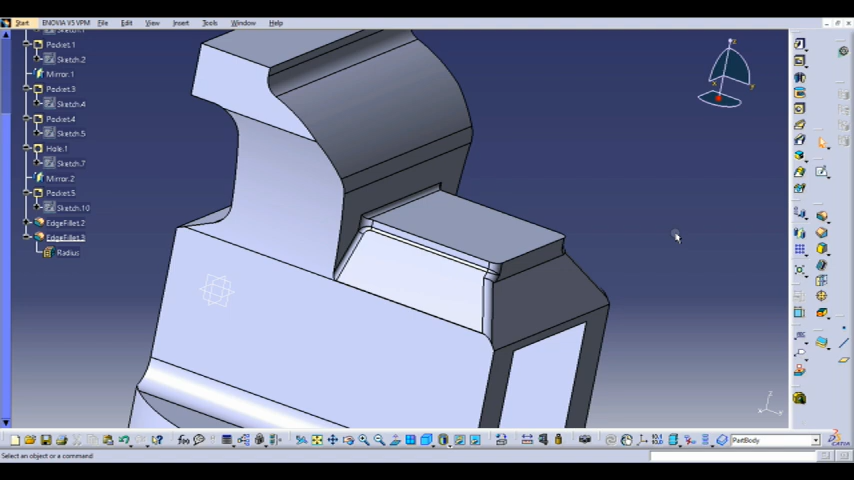 Start ENOVIA V5 VPM File Edit View Insert Tools Window Help
Pocket.1
Sketch.2
Mirror.1
Pocket.3
Sketch.4
Pocket.4
Sketch.5
Hole.1
Sketch.7
Mirror.2
Pocket.5
Sketch.10
EdgeFillet.2
EdgeFillet.3
Radius
PartBody
CATIA
Select an object or a command